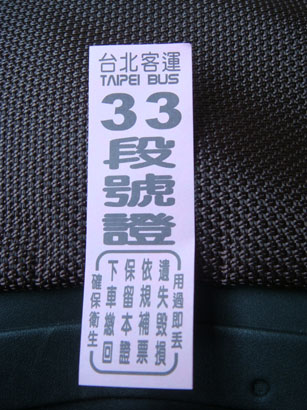 台北客運
TAIPEI BUS
33
段號證
用過即丟
遺失毀損
依規補票
保留本證
下車繳回
確保衛生